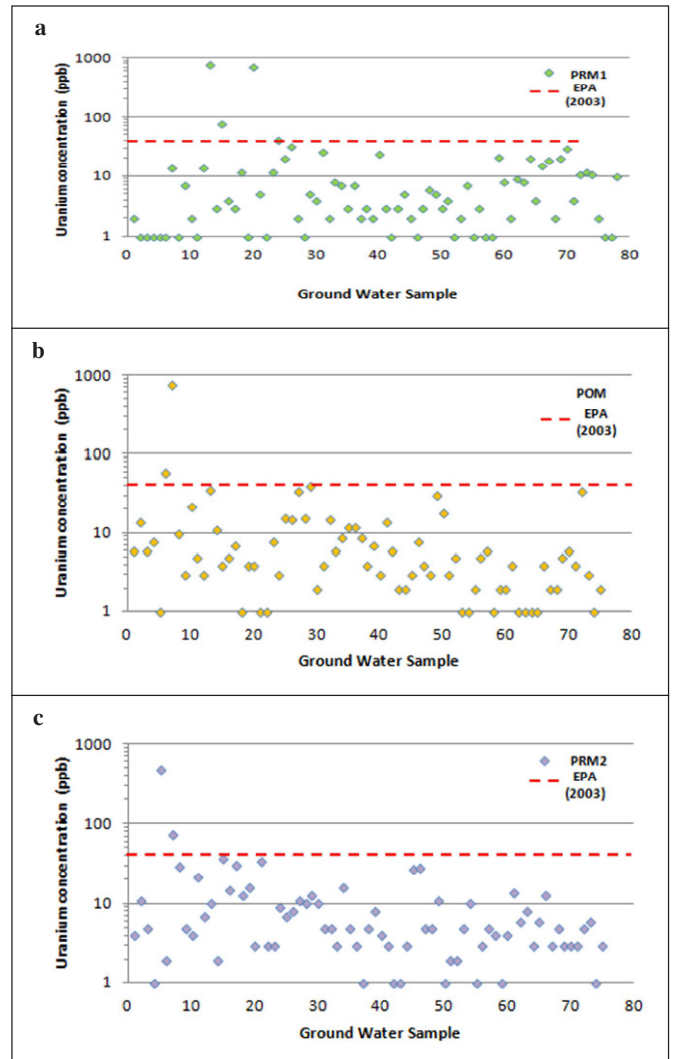 a
1000
100
10
1
Uranium concentration (ppb)
PRM1
EPA
(2003)
0 10 20 30 40 50 60 70 80
Ground Water Sample
b
1000
100
10
1
Uranium concentration (ppb)
POM
EPA
(2003)
0 10 20 30 40 50 60 70 80
Ground Water Sample
c
1000
100
10
1
Uranium concentration (ppb)
PRM2
EPA
(2003)
0 10 20 30 40 50 60 70 80
Ground Water Sample